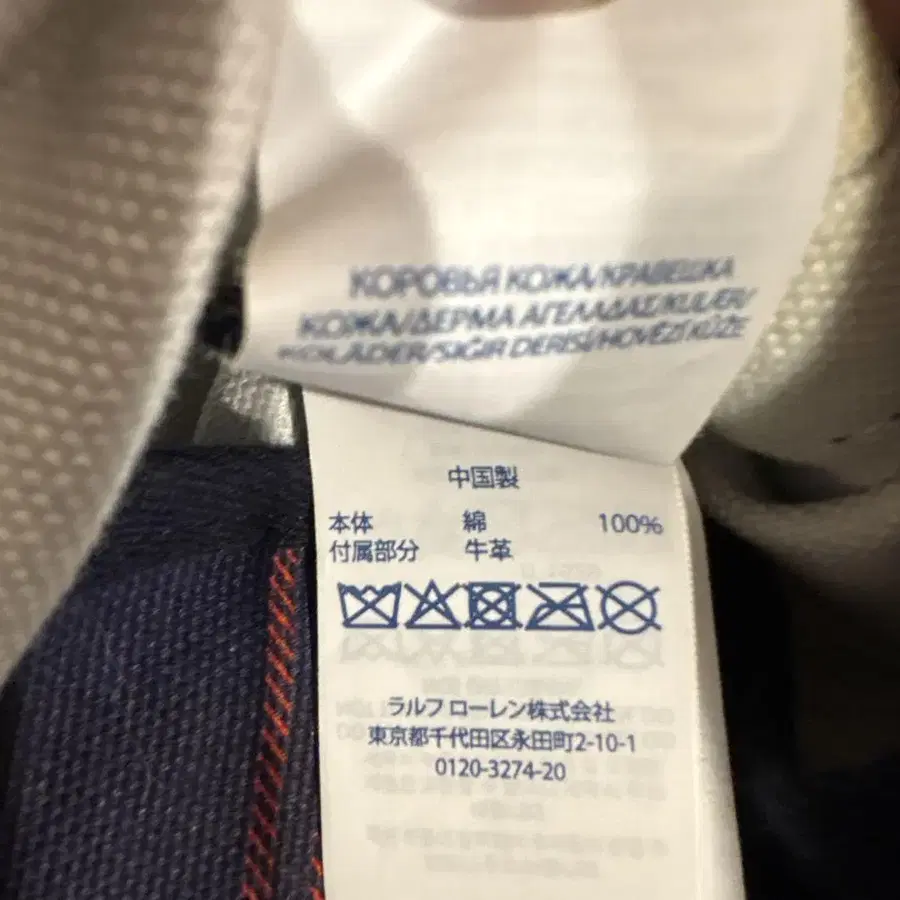 КОРОВЬЯ КОЖА/КРАВЕШКА
КОЖА/ΔΕΡΜΑ ΑΓΕΛΑΔΑΣ/KULER/
SIĞIR DERİSİ/HOVĚZÍ KŮŽE
中国製
本体 綿 100%
付属部分 牛革
ラルフ ローレン株式会社
東京都千代田区永田町2-10-1
0120-3274-20